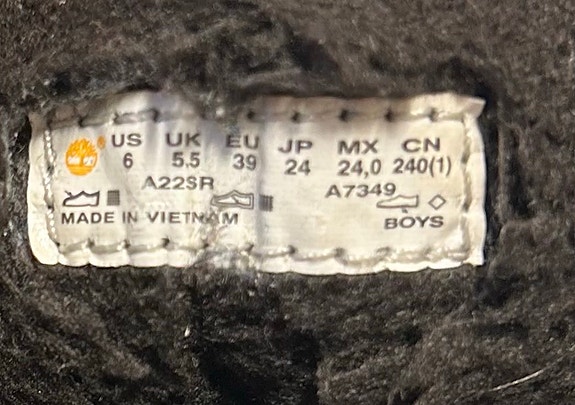 US UK EU JP MX CN
6 5.5 39 24 24,0 240(1)
A22SR A7349
MADE IN VIETNAM BOYS